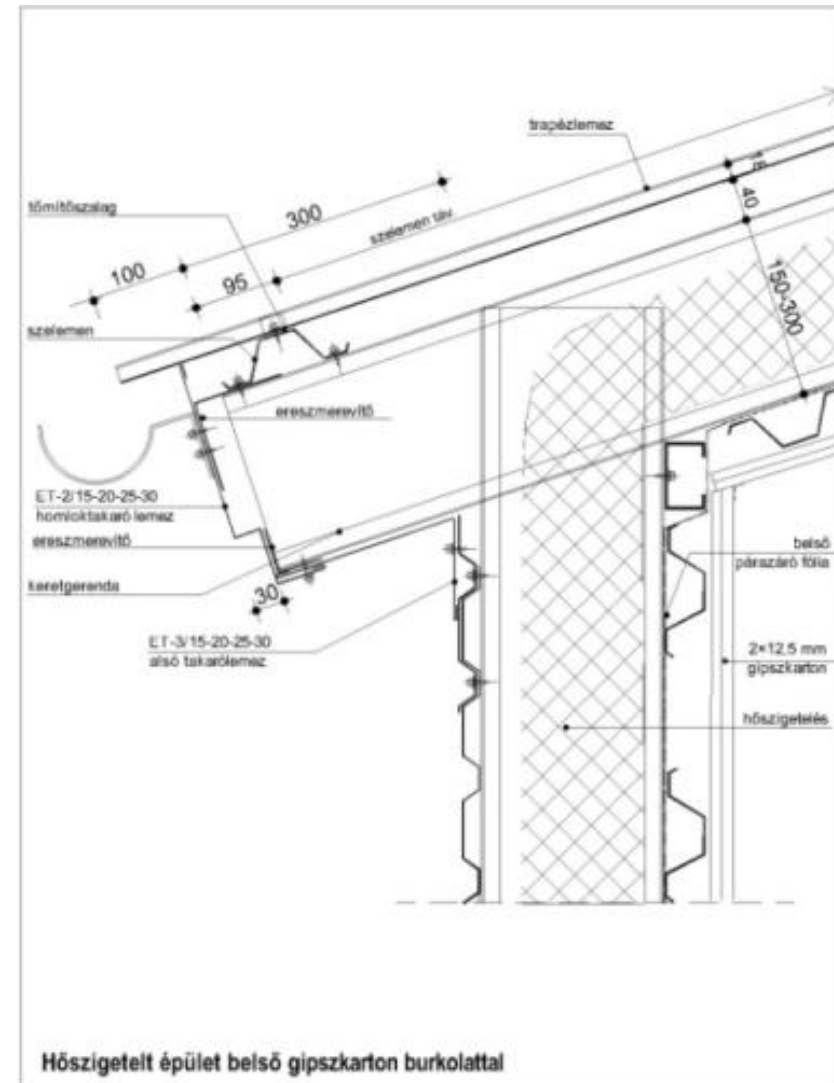 trapézlemez
18
tömítőszalag
300
40
szelemen táv.
100
95
150-300
szelemen
ereszmerevítő
ET-2/15-20-25-30
homloktakaró lemez
ereszmerevítő
belső
párazáró fólia
keretgerenda
30
ET-3/15-20-25-30
alsó takarólemez
2×12,5 mm
gipszkarton
hőszigetelés
Hőszigetelt épület belső gipszkarton burkolattal